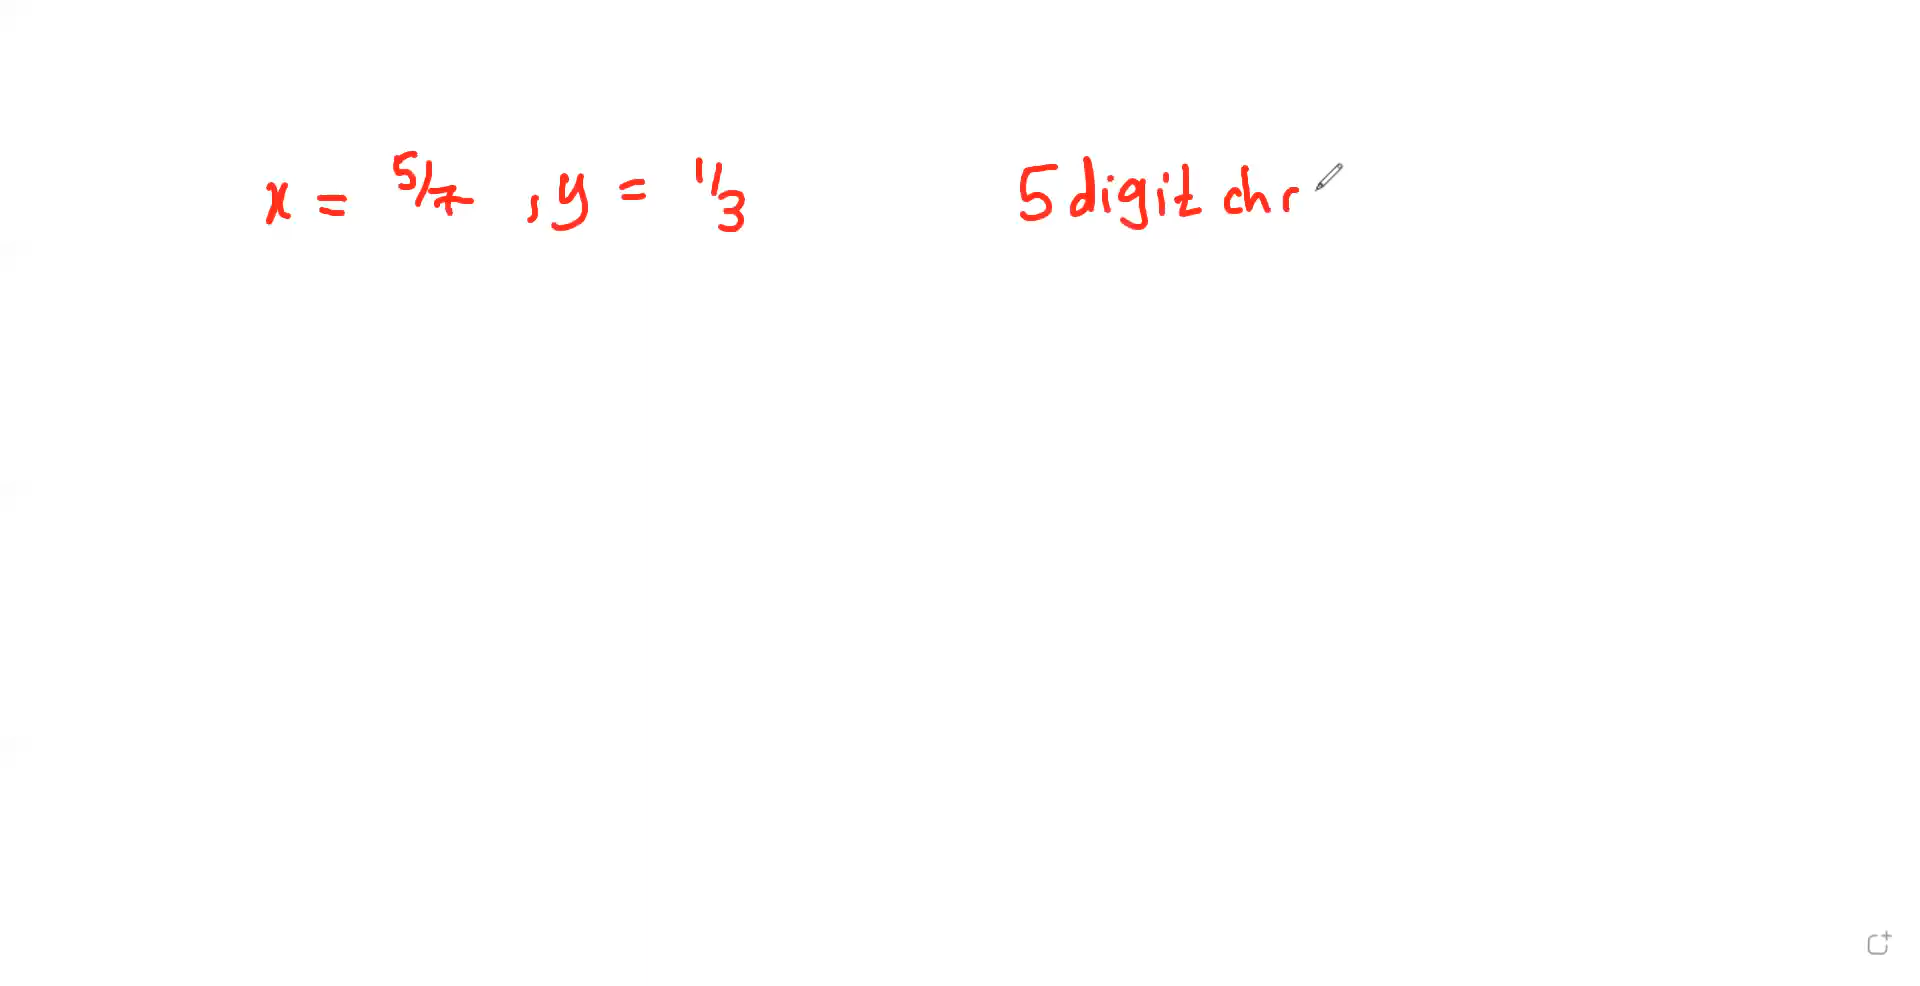 x = 5/7 , y = 1/3 5 digit chr